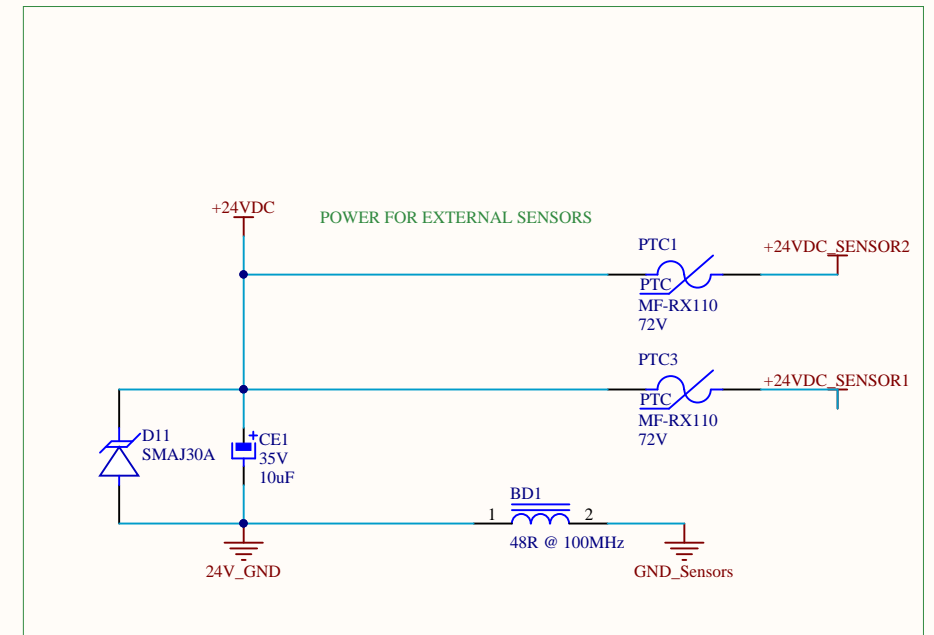 +24VDC
POWER FOR EXTERNAL SENSORS
PTC1
+24VDC_SENSOR2
PTC
MF-RX110
72V
PTC3
+24VDC_SENSOR1
PTC
MF-RX110
72V
D11
SMAJ30A
+
CE1
35V
10uF
BD1
1 2
48R @ 100MHz
24V_GND
GND_Sensors